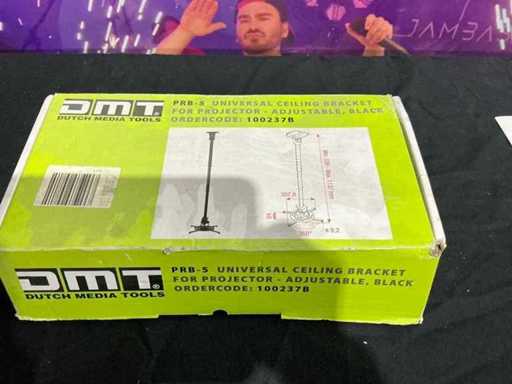 JAMBA
DMT
DUTCH MEDIA TOOLS
PRB-5 UNIVERSAL CEILING BRACKET
FOR PROJECTOR - ADJUSTABLE, BLACK
ORDERCODE: 100237B
360°
DMT
DUTCH MEDIA TOOLS
PRB-5 UNIVERSAL CEILING BRACKET
FOR PROJECTOR - ADJUSTABLE, BLACK
ORDERCODE: 100237B